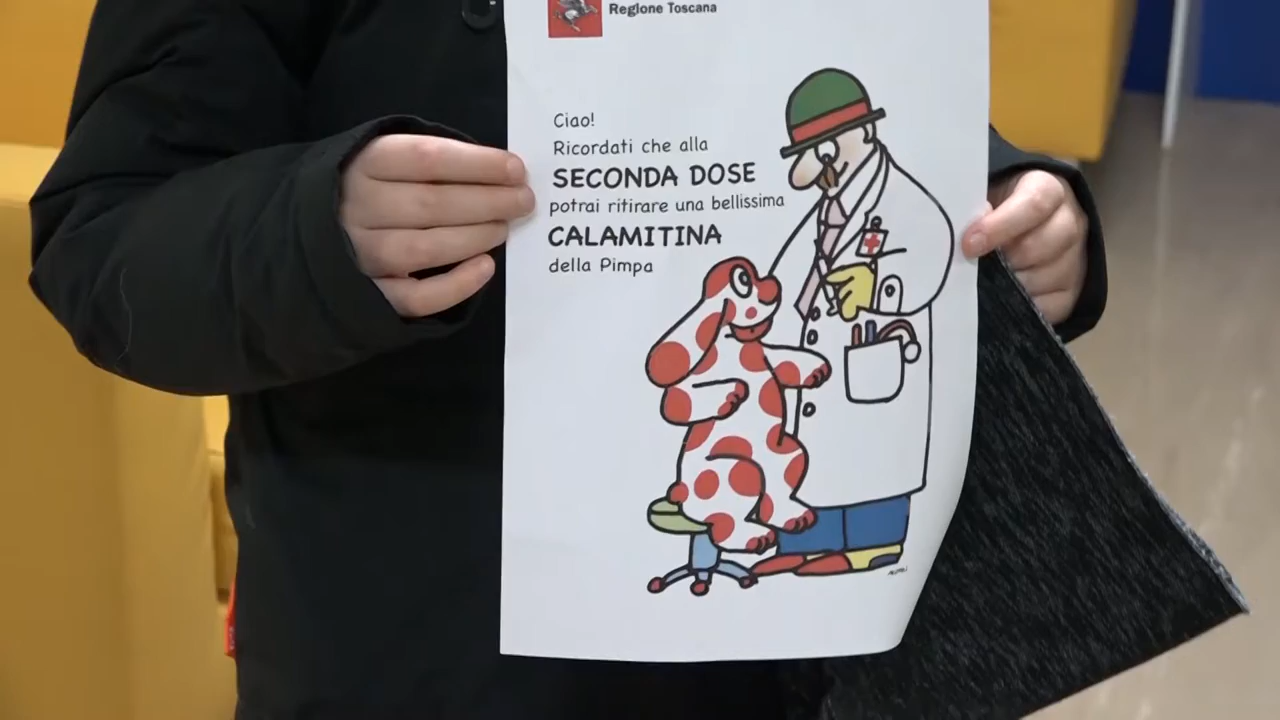 Regione Toscana
Ciao!
Ricordati che alla
SECONDA DOSE
potrai ritirare una bellissima
CALAMITINA
della Pimpa